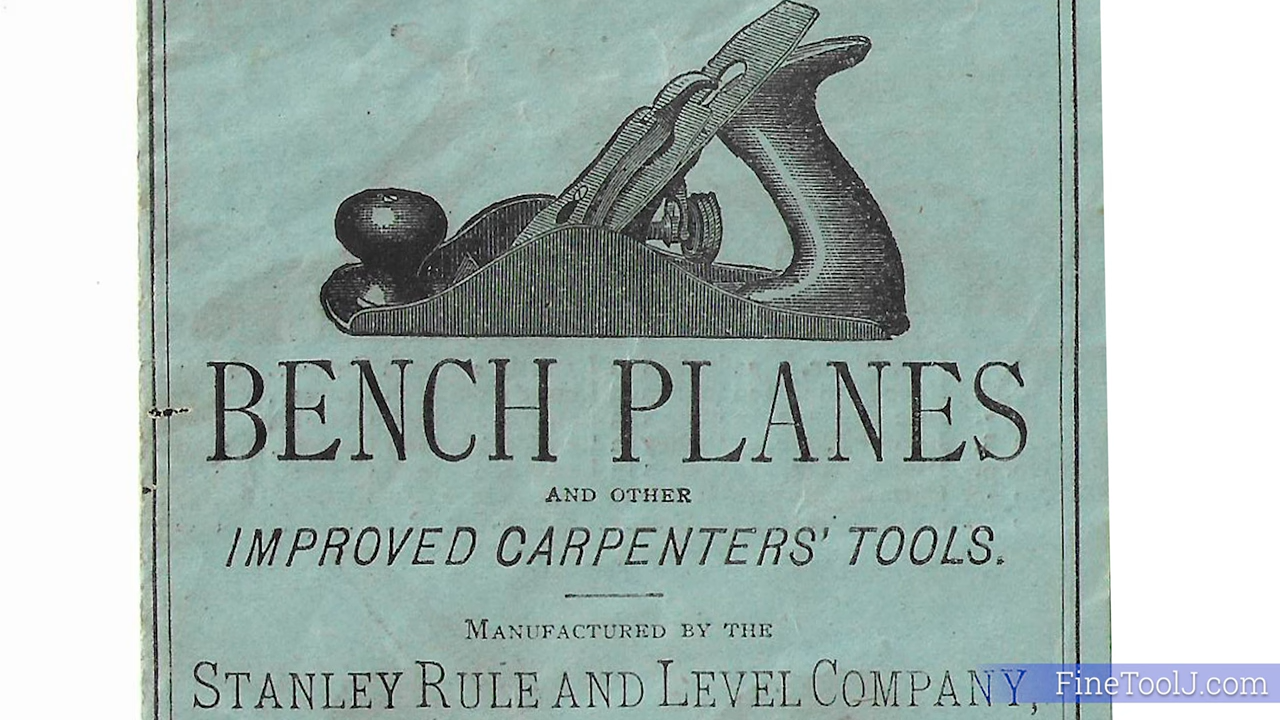 BENCH PLANES
AND OTHER
IMPROVED CARPENTERS' TOOLS.
MANUFACTURED BY THE
STANLEY RULE AND LEVEL COMPANY,
FineToolJ.com